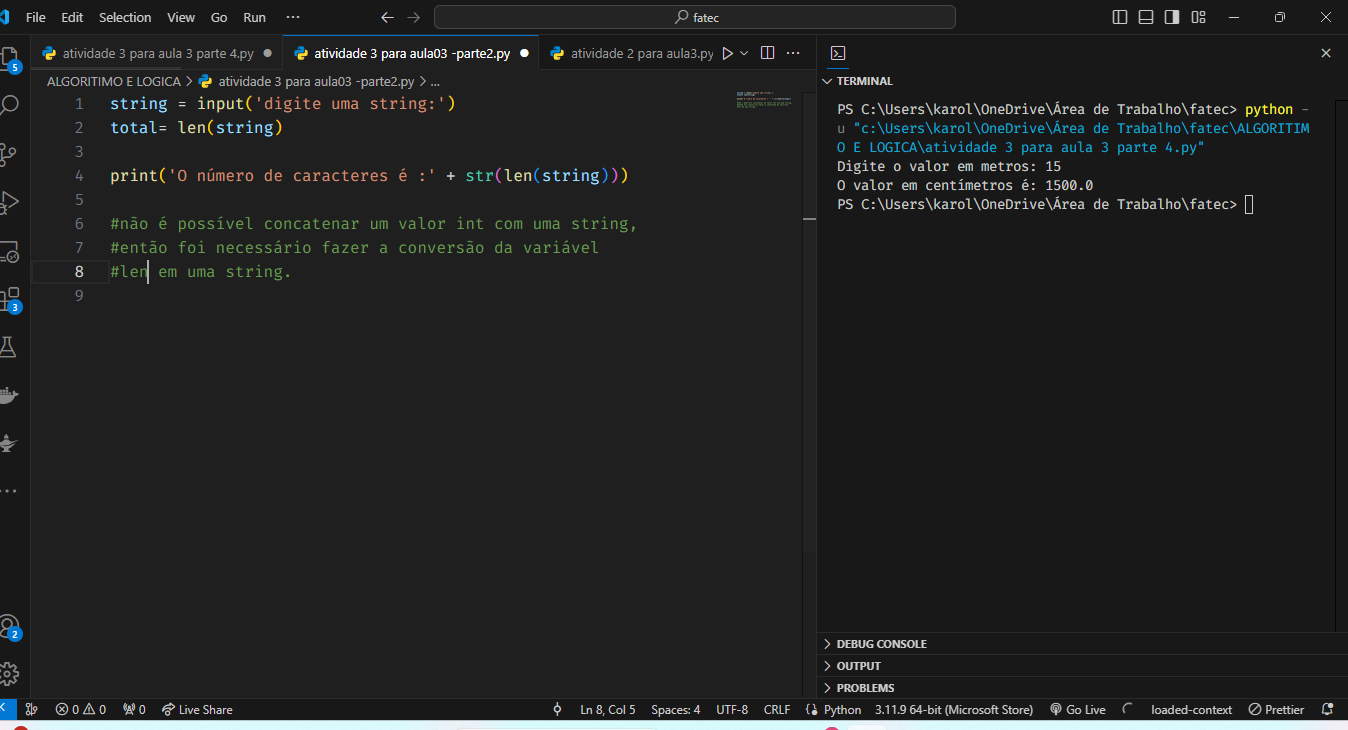 File Edit Selection View Go Run ··· fatec
atividade 3 para aula 3 parte 4.py
atividade 3 para aula03 -parte2.py
atividade 2 para aula3.py
ALGORITIMO E LOGICA > atividade 3 para aula03 -parte2.py > ...
1 string = input('digite uma string:')
2 total= len(string)
3
4 print('O número de caracteres é :' + str(len(string)))
5
6 #não é possível concatenar um valor int com uma string,
7 #então foi necessário fazer a conversão da variável
8 #len em uma string.
9
5
3
2
TERMINAL
PS C:\Users\karol\OneDrive\Área de Trabalho\fatec> python -
u "c:\Users\karol\OneDrive\Área de Trabalho\fatec\ALGORITIM
O E LOGICA\atividade 3 para aula 3 parte 4.py"
Digite o valor em metros: 15
O valor em centímetros é: 1500.0
PS C:\Users\karol\OneDrive\Área de Trabalho\fatec>
DEBUG CONSOLE
OUTPUT
PROBLEMS
0 0 0 Live Share Ln 8, Col 5 Spaces: 4 UTF-8 CRLF Python 3.11.9 64-bit (Microsoft Store) Go Live loaded-context Prettier